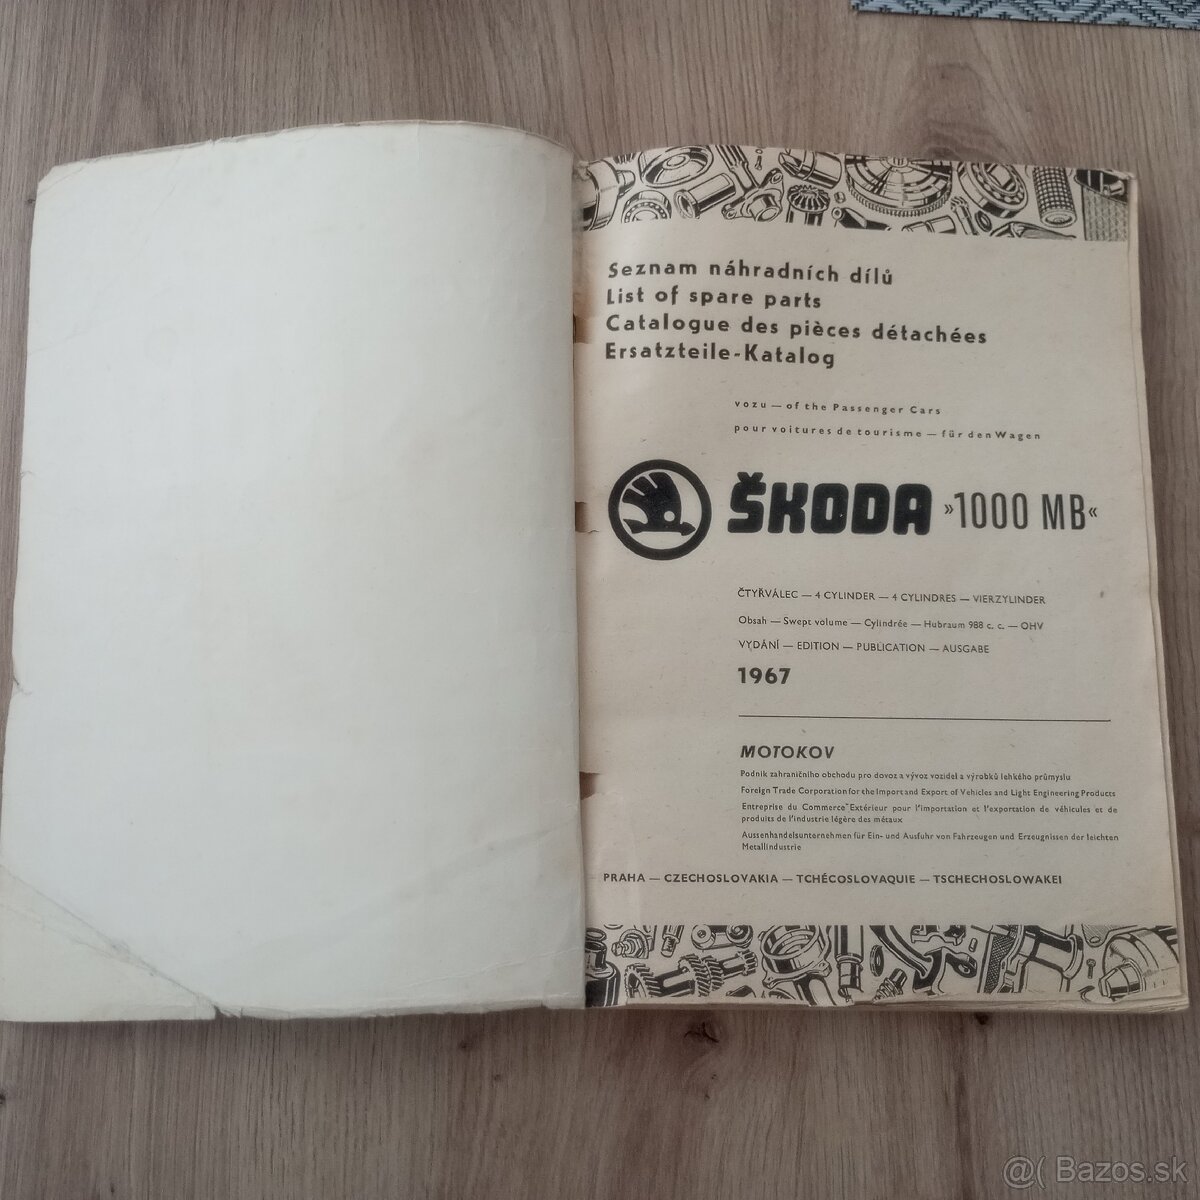 Seznam náhradních dílů
List of spare parts
Catalogue des pièces détachées
Ersatzteile-Katalog
vozu — of the Passenger Cars
pour voitures de tourisme — für den Wagen
ŠKODA »1000 MB«
ČTYŘVÁLEC — 4 CYLINDER — 4 CYLINDRES — VIERZYLINDER
Obsah — Swept volume — Cylindrée — Hubraum 988 c. c. — OHV
VYDÁNÍ — EDITION — PUBLICATION — AUSGABE
1967
MOTOKOV
Podnik zahraničního obchodu pro dovoz a vývoz vozidel a výrobků lehkého průmyslu
Foreign Trade Corporation for the Import and Export of Vehicles and Light Engineering Products
Entreprise du Commerce Extérieur pour l'importation et l'exportation de véhicules et de
produits de l'industrie légère des métaux
Aussenhandelsunternehmen für Ein- und Ausfuhr von Fahrzeugen und Erzeugnissen der leichten
Metallindustrie
PRAHA — CZECHOSLOVAKIA — TCHÉCOSLOVAQUIE — TSCHECHOSLOWAKEI
@( Bazos.sk